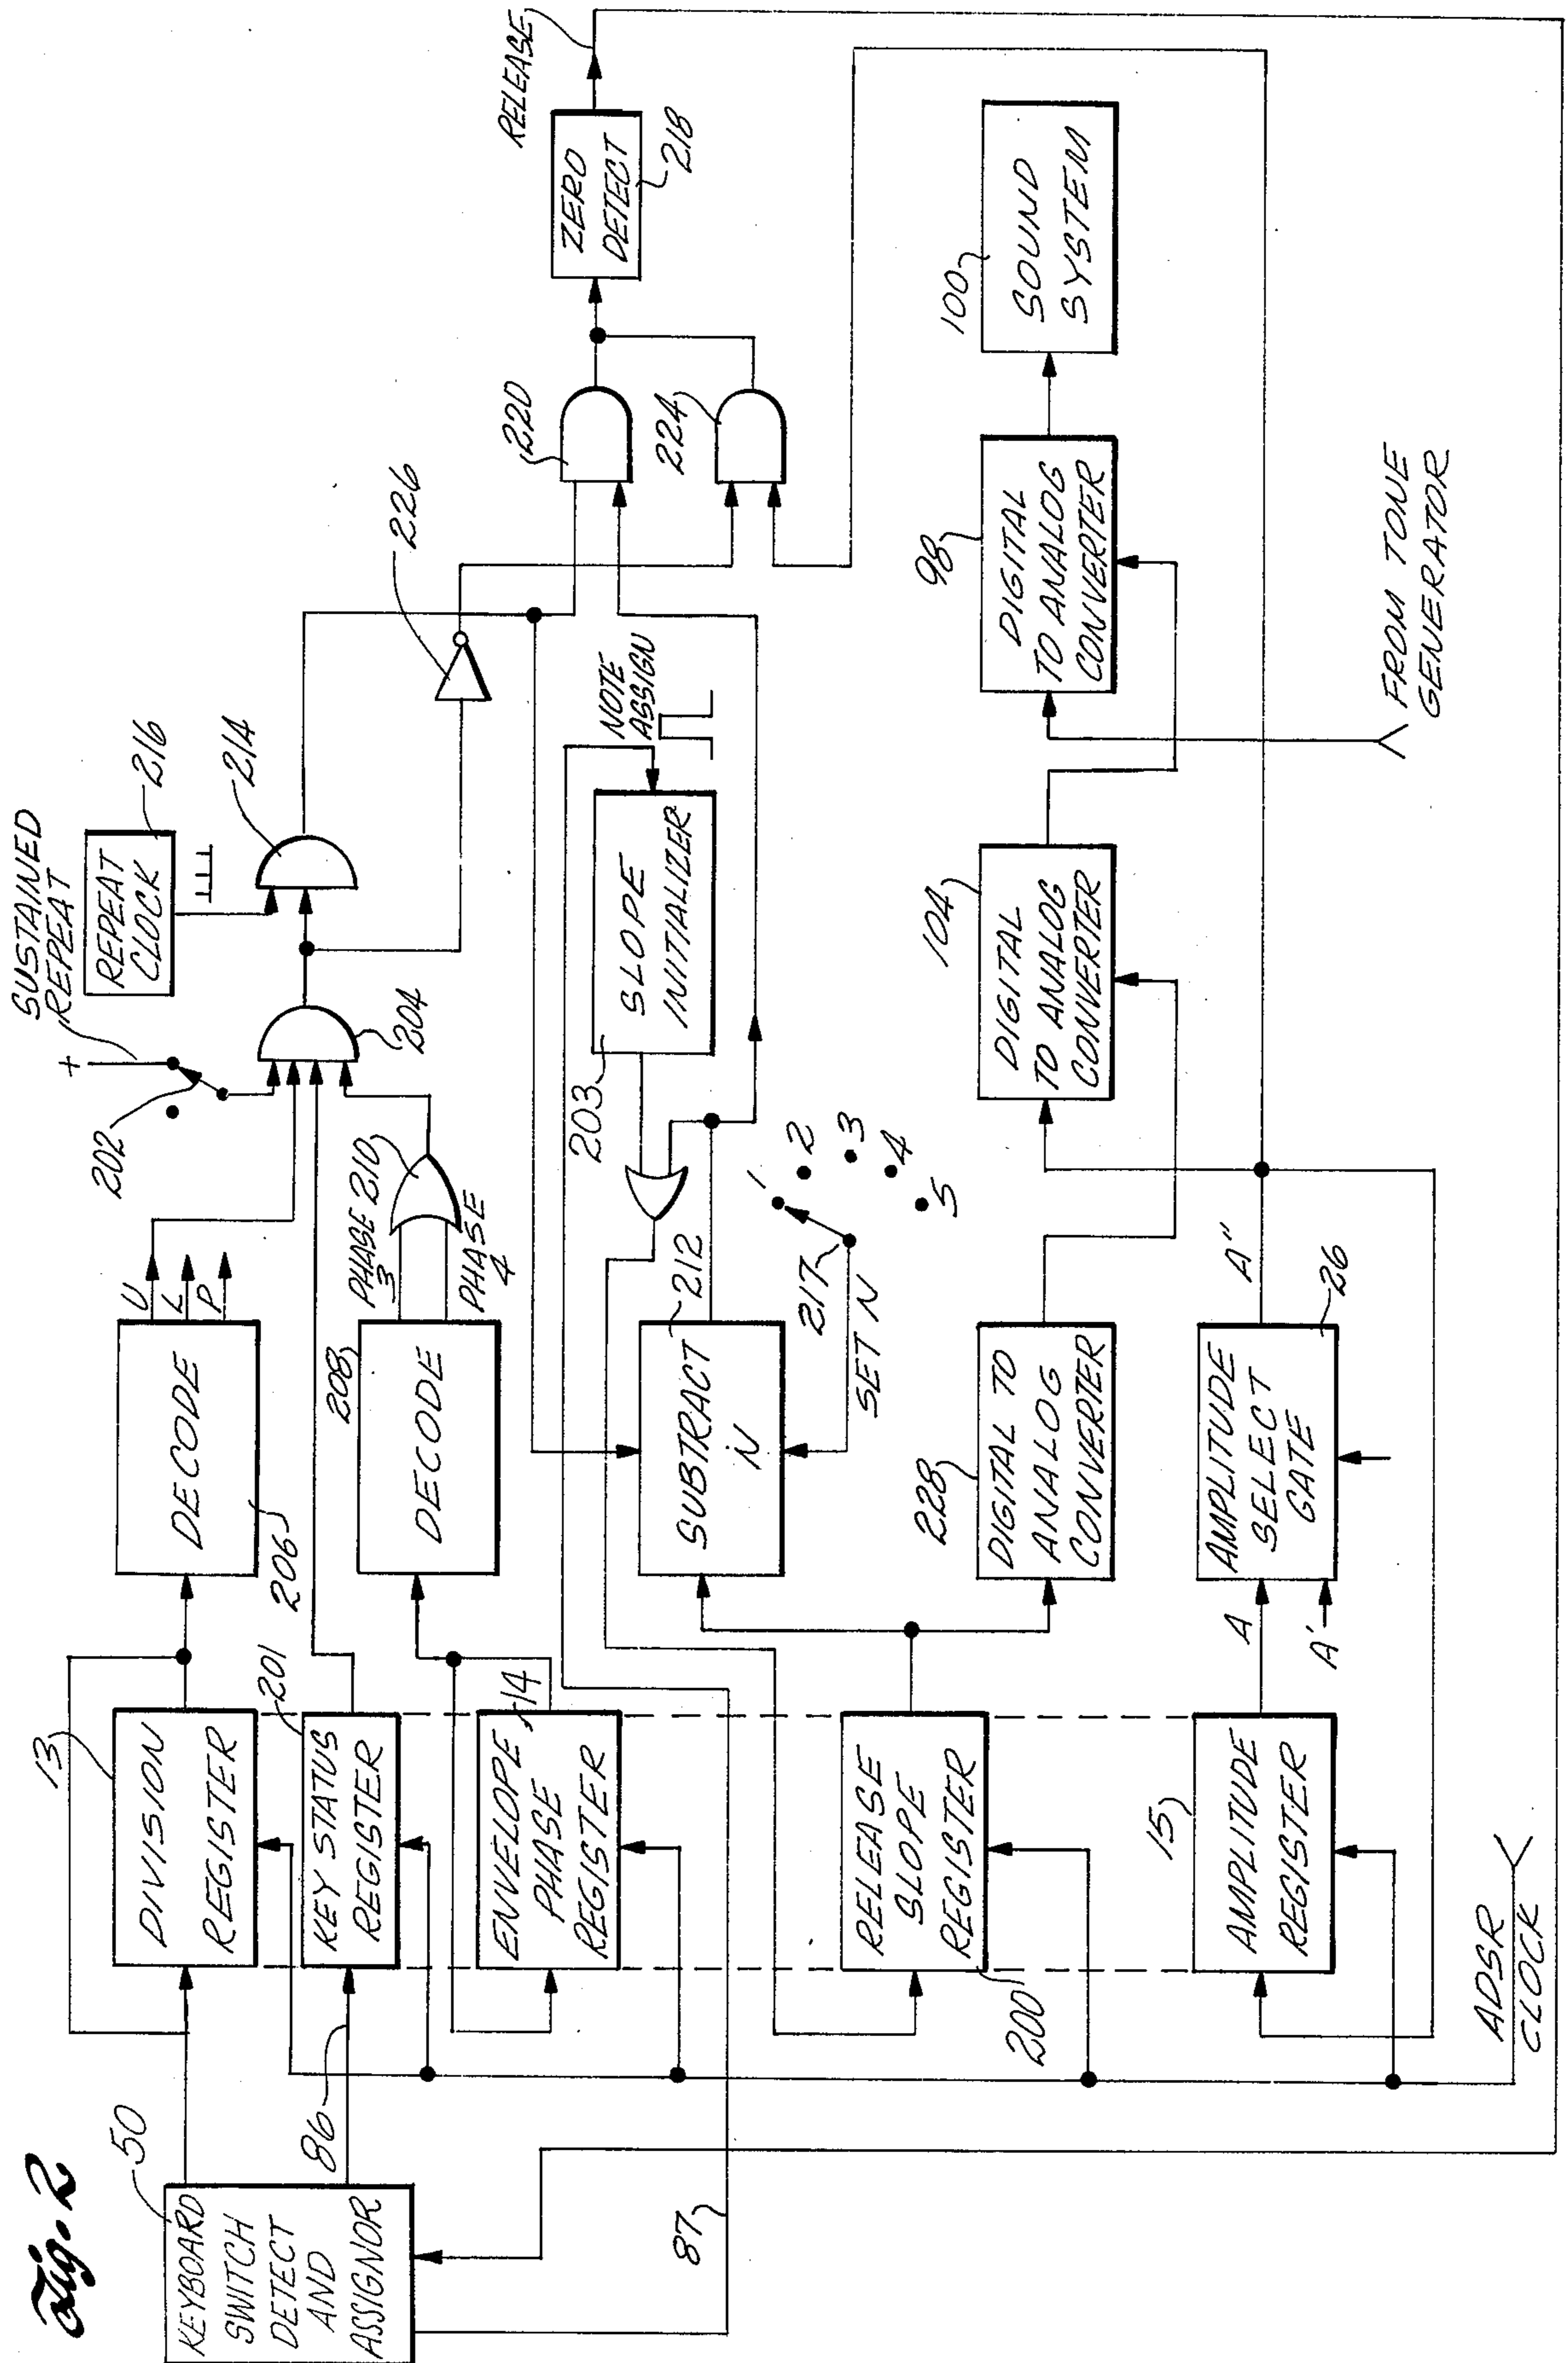 Fig. 2
50
KEYBOARD
SWITCH
DETECT
AND
ASSIGNOR
86
87
13
DIVISION
REGISTER
201
KEY STATUS
REGISTER
14
ENVELOPE
PHASE
REGISTER
RELEASE
SLOPE
REGISTER
200
15
AMPLITUDE
REGISTER
ADSR
CLOCK
DECODE
206
U
L
P
208
DECODE
PHASE
3
PHASE
4
210
SUBTRACT
N
212
217
SET N
1
2
3
4
5
228
DIGITAL TO
ANALOG
CONVERTER
A
A'
AMPLITUDE
SELECT
GATE
26
A"
202
+
SUSTAINED
REPEAT
204
REPEAT
CLOCK
216
214
203
SLOPE
INITIALIZER
NOTE
ASSIGN
226
220
224
ZERO
DETECT
218
RELEASE
104
DIGITAL
TO ANALOG
CONVERTER
98
DIGITAL
TO ANALOG
CONVERTER
100
SOUND
SYSTEM
FROM TONE
GENERATOR